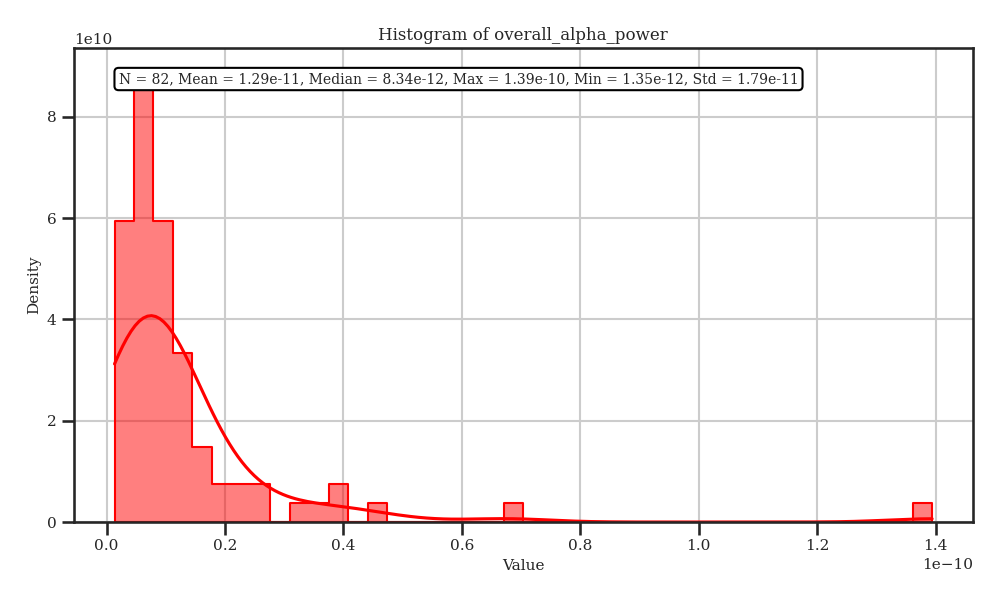 Histogram of overall_alpha_power
1e10
N = 82, Mean = 1.29e-11, Median = 8.34e-12, Max = 1.39e-10, Min = 1.35e-12, Std = 1.79e-11
8
6
4
2
0
Density
0.0 0.2 0.4 0.6 0.8 1.0 1.2 1.4
Value
1e−10